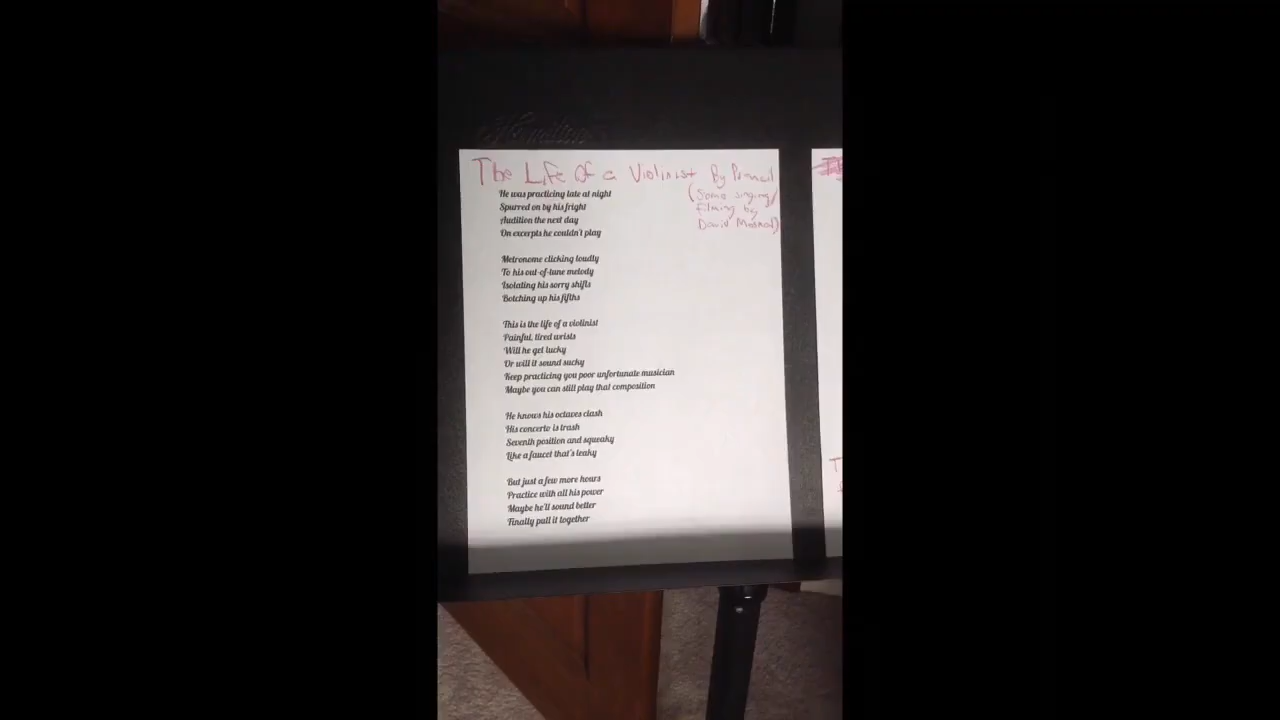 Hamilton
The Life of a Violinist By
(Some singing/
filming by
David
He was practicing late at night
Spurred on by his fright
Audition the next day
On excerpts he couldn't play
Metronome clicking loudly
To his out-of-tune melody
Isolating his sorry shifts
Botching up his fifths
This is the life of a violinist
Painful, tired wrists
Will he get lucky
Or will it sound sucky
Keep practicing you poor unfortunate musician
Maybe you can still play that composition
He knows his octaves clash
His concerto is trash
Seventh position and squeaky
Like a faucet that's leaky
But just a few more hours
Practice with all his power
Maybe he'll sound better
Finally pull it together